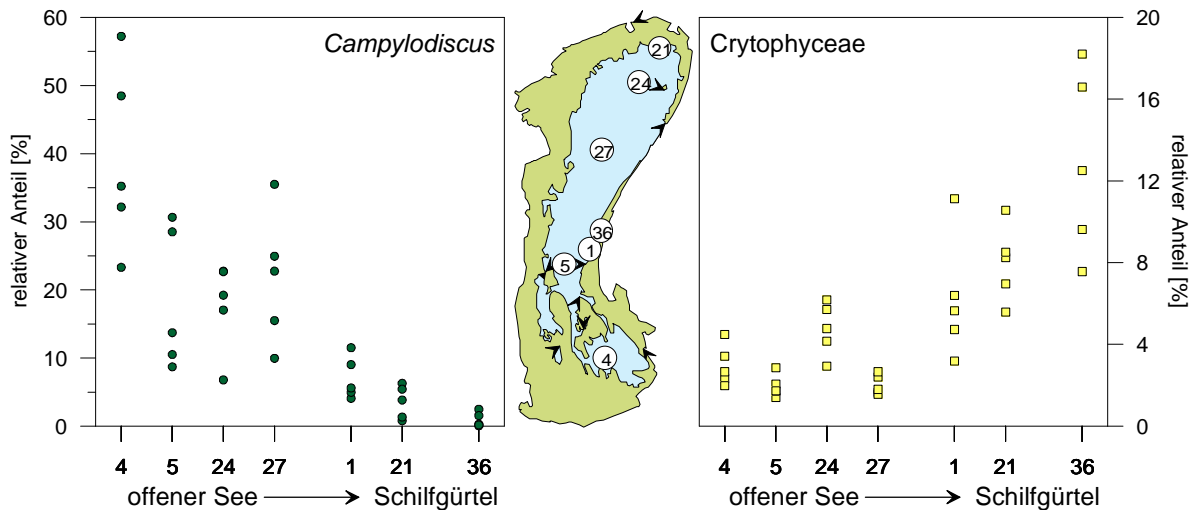 Campylodiscus
relativer Anteil [%]
60
50
40
30
20
10
0
4 5 24 27 1 21 36
offener See Schilfgürtel
21
24
27
36
1
5
4
Crytophyceae
relativer Anteil [%]
20
16
12
8
4
0
4 5 24 27 1 21 36
offener See Schilfgürtel